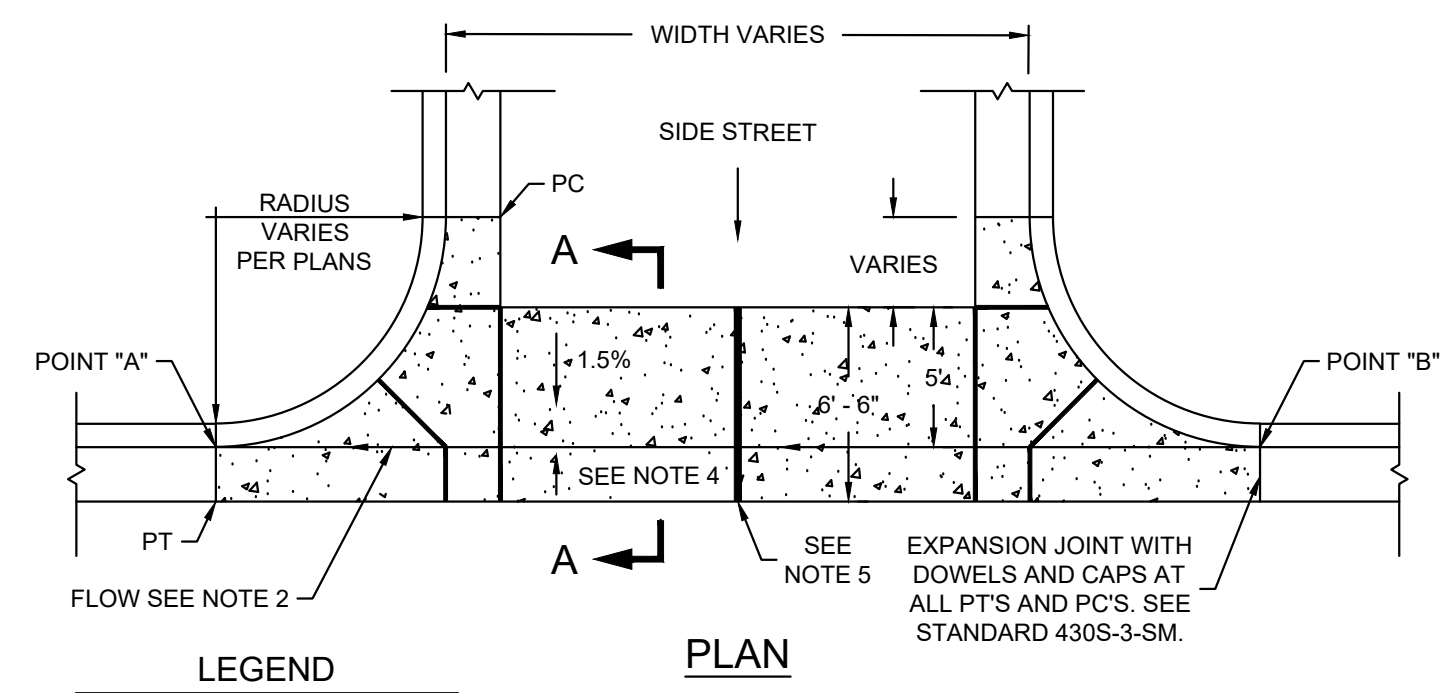 WIDTH VARIES
SIDE STREET
PC
RADIUS
VARIES
PER PLANS
A
VARIES
POINT "A"
1.5%
5'
6' - 6"
POINT "B"
SEE NOTE 4
PT
A
SEE
NOTE 5
EXPANSION JOINT WITH
DOWELS AND CAPS AT
ALL PT'S AND PC'S. SEE
STANDARD 430S-3-SM.
FLOW SEE NOTE 2
PLAN
LEGEND